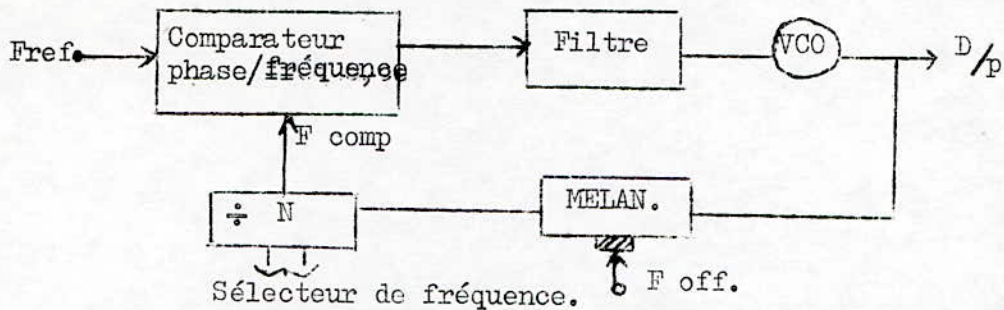 Fref
Comparateur
phase/fréquence
Filtre
VCO
D/p
F comp
÷ N
MELAN.
F off.
Sélecteur de fréquence.